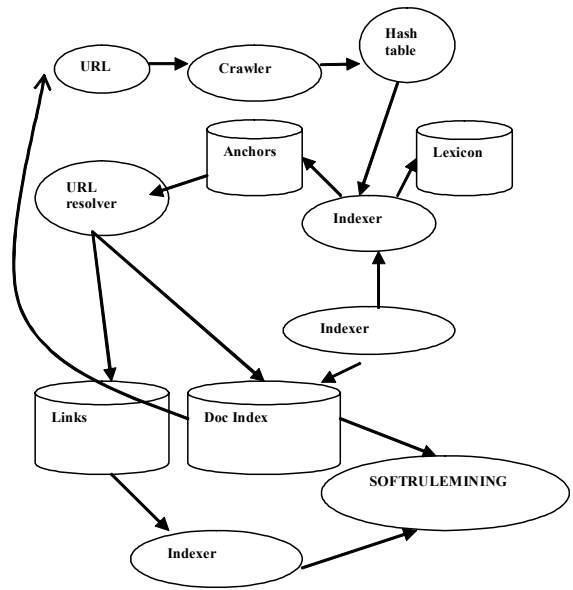 URL
Crawler
Hash
table
Anchors
Lexicon
URL
resolver
Indexer
Indexer
Links
Doc Index
SOFTRULEMINING
Indexer